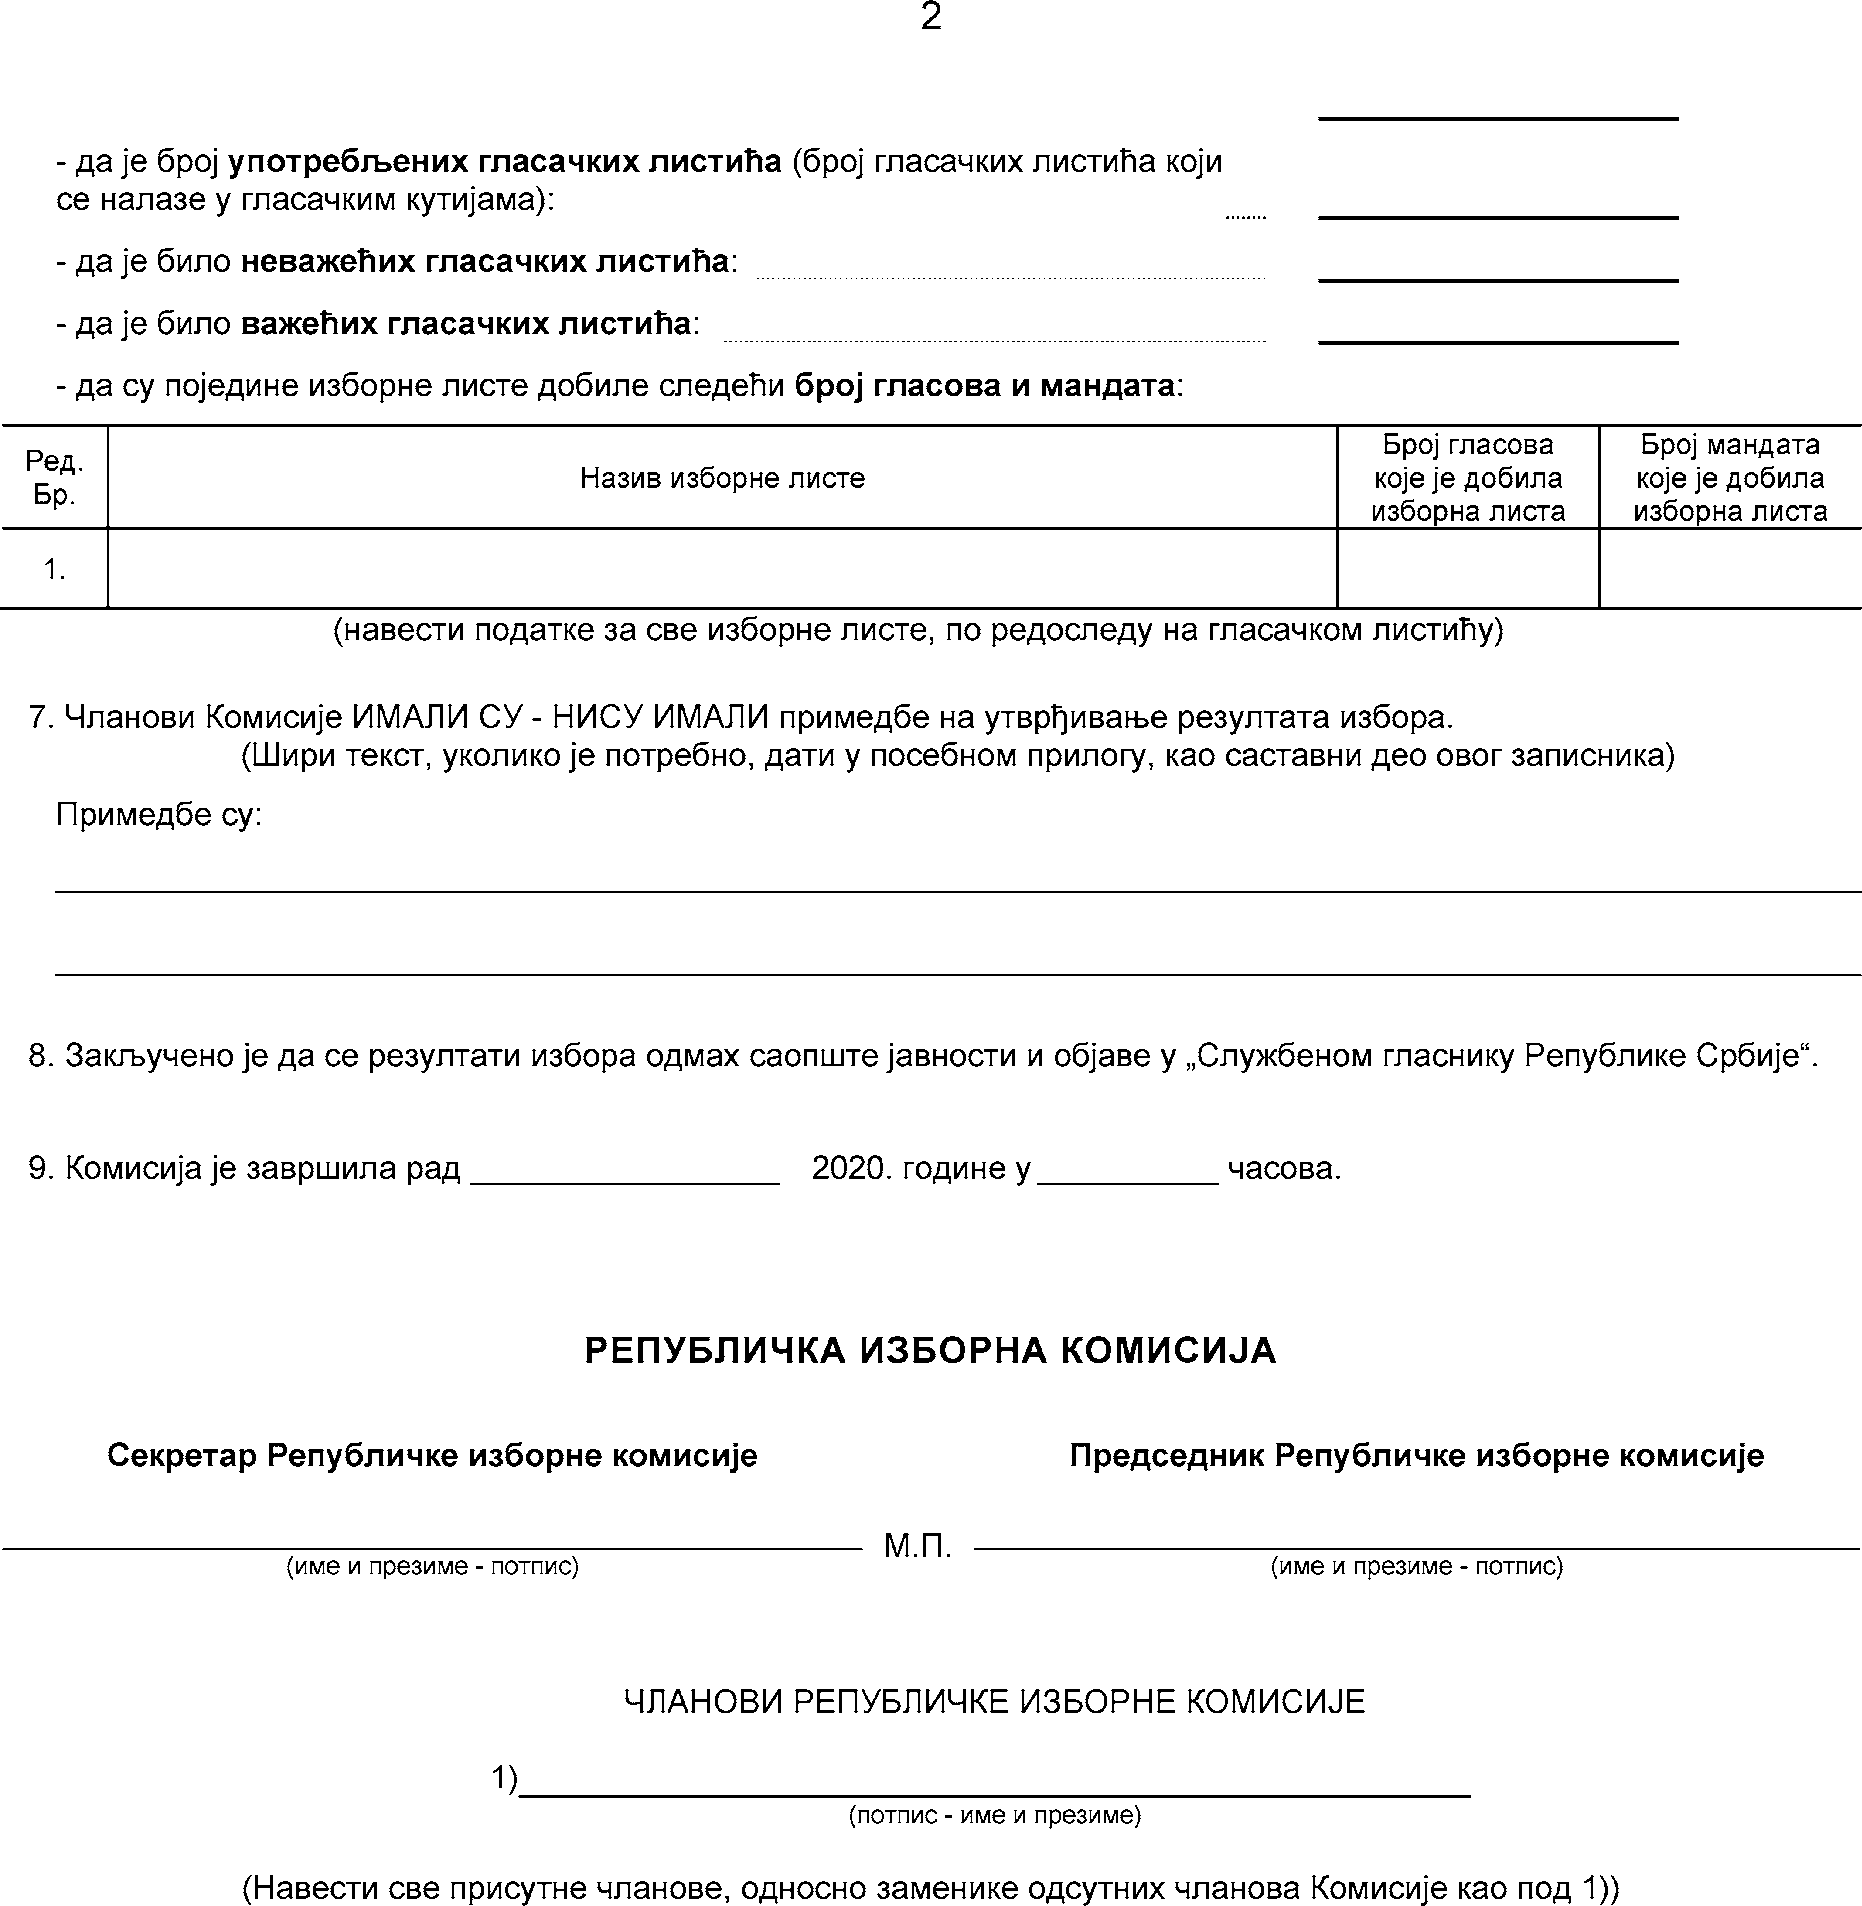 2
- да је број употребљених гласачких листића (број гласачких листића који
се налазе у гласачким кутијама):
- да је било неважећих гласачких листића:
- да је било важећих гласачких листића:
- да су поједине изборне листе добиле следећи број гласова и мандата:
Ред. Бр.
Назив изборне листе
Број гласова које је добила изборна листа
Број мандата које је добила изборна листа
1.
(навести податке за све изборне листе, по редоследу на гласачком листићу)
7. Чланови Комисије ИМАЛИ СУ - НИСУ ИМАЛИ примедбе на утврђивање резултата избора.
(Шири текст, уколико је потребно, дати у посебном прилогу, као саставни део овог записника)
Примедбе су:
8. Закључено је да се резултати избора одмах саопште јавности и објаве у „Службеном гласнику Републике Србије“.
9. Комисија је завршила рад _________________ 2020. године у __________ часова.
РЕПУБЛИЧКА ИЗБОРНА КОМИСИЈА
Секретар Републичке изборне комисије
Председник Републичке изборне комисије
М.П.
(име и презиме - потпис)
(име и презиме - потпис)
ЧЛАНОВИ РЕПУБЛИЧКЕ ИЗБОРНЕ КОМИСИЈЕ
1)
(потпис - име и презиме)
(Навести све присутне чланове, односно заменике одсутних чланова Комисије као под 1))